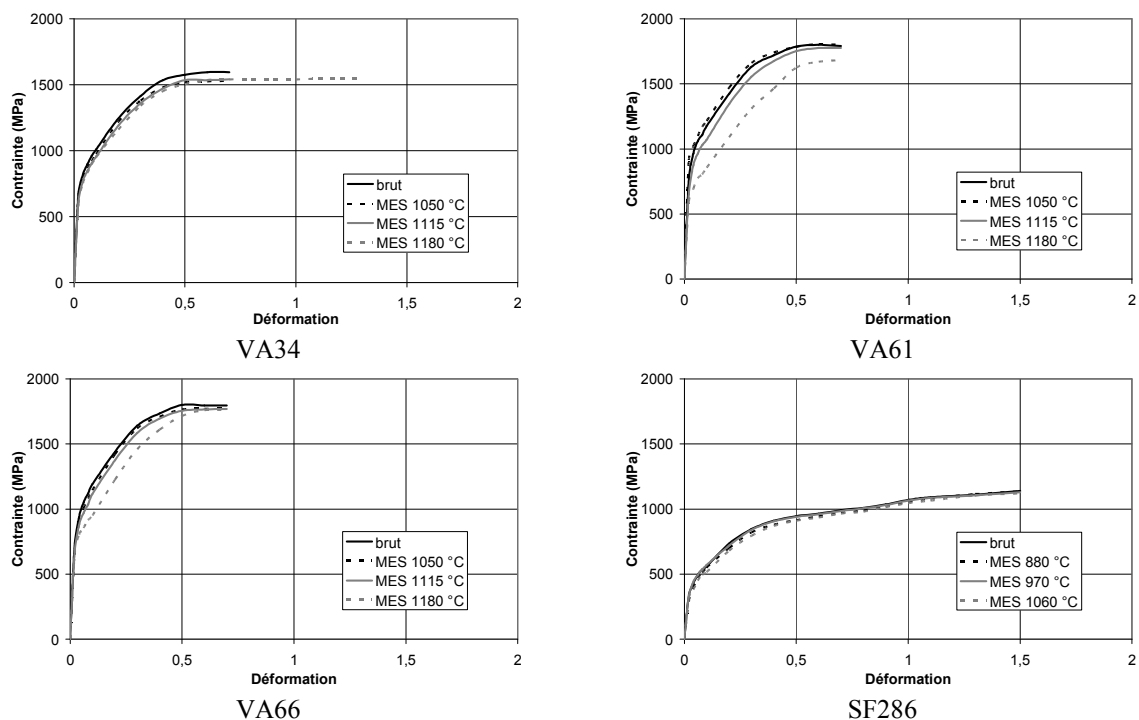 2000
1500
1000
500
0
Contrainte (MPa)
0
0,5
1
1,5
2
Déformation
brut
MES 1050 °C
MES 1115 °C
MES 1180 °C
VA34
2000
1500
1000
500
0
Contrainte (MPa)
0
0,5
1
1,5
2
Déformation
brut
MES 1050 °C
MES 1115 °C
MES 1180 °C
VA61
2000
1500
1000
500
0
Contrainte (MPa)
0
0,5
1
1,5
2
Déformation
brut
MES 1050 °C
MES 1115 °C
MES 1180 °C
VA66
2000
1500
1000
500
0
Contrainte (MPa)
0
0,5
1
1,5
2
Déformation
brut
MES 880 °C
MES 970 °C
MES 1060 °C
SF286